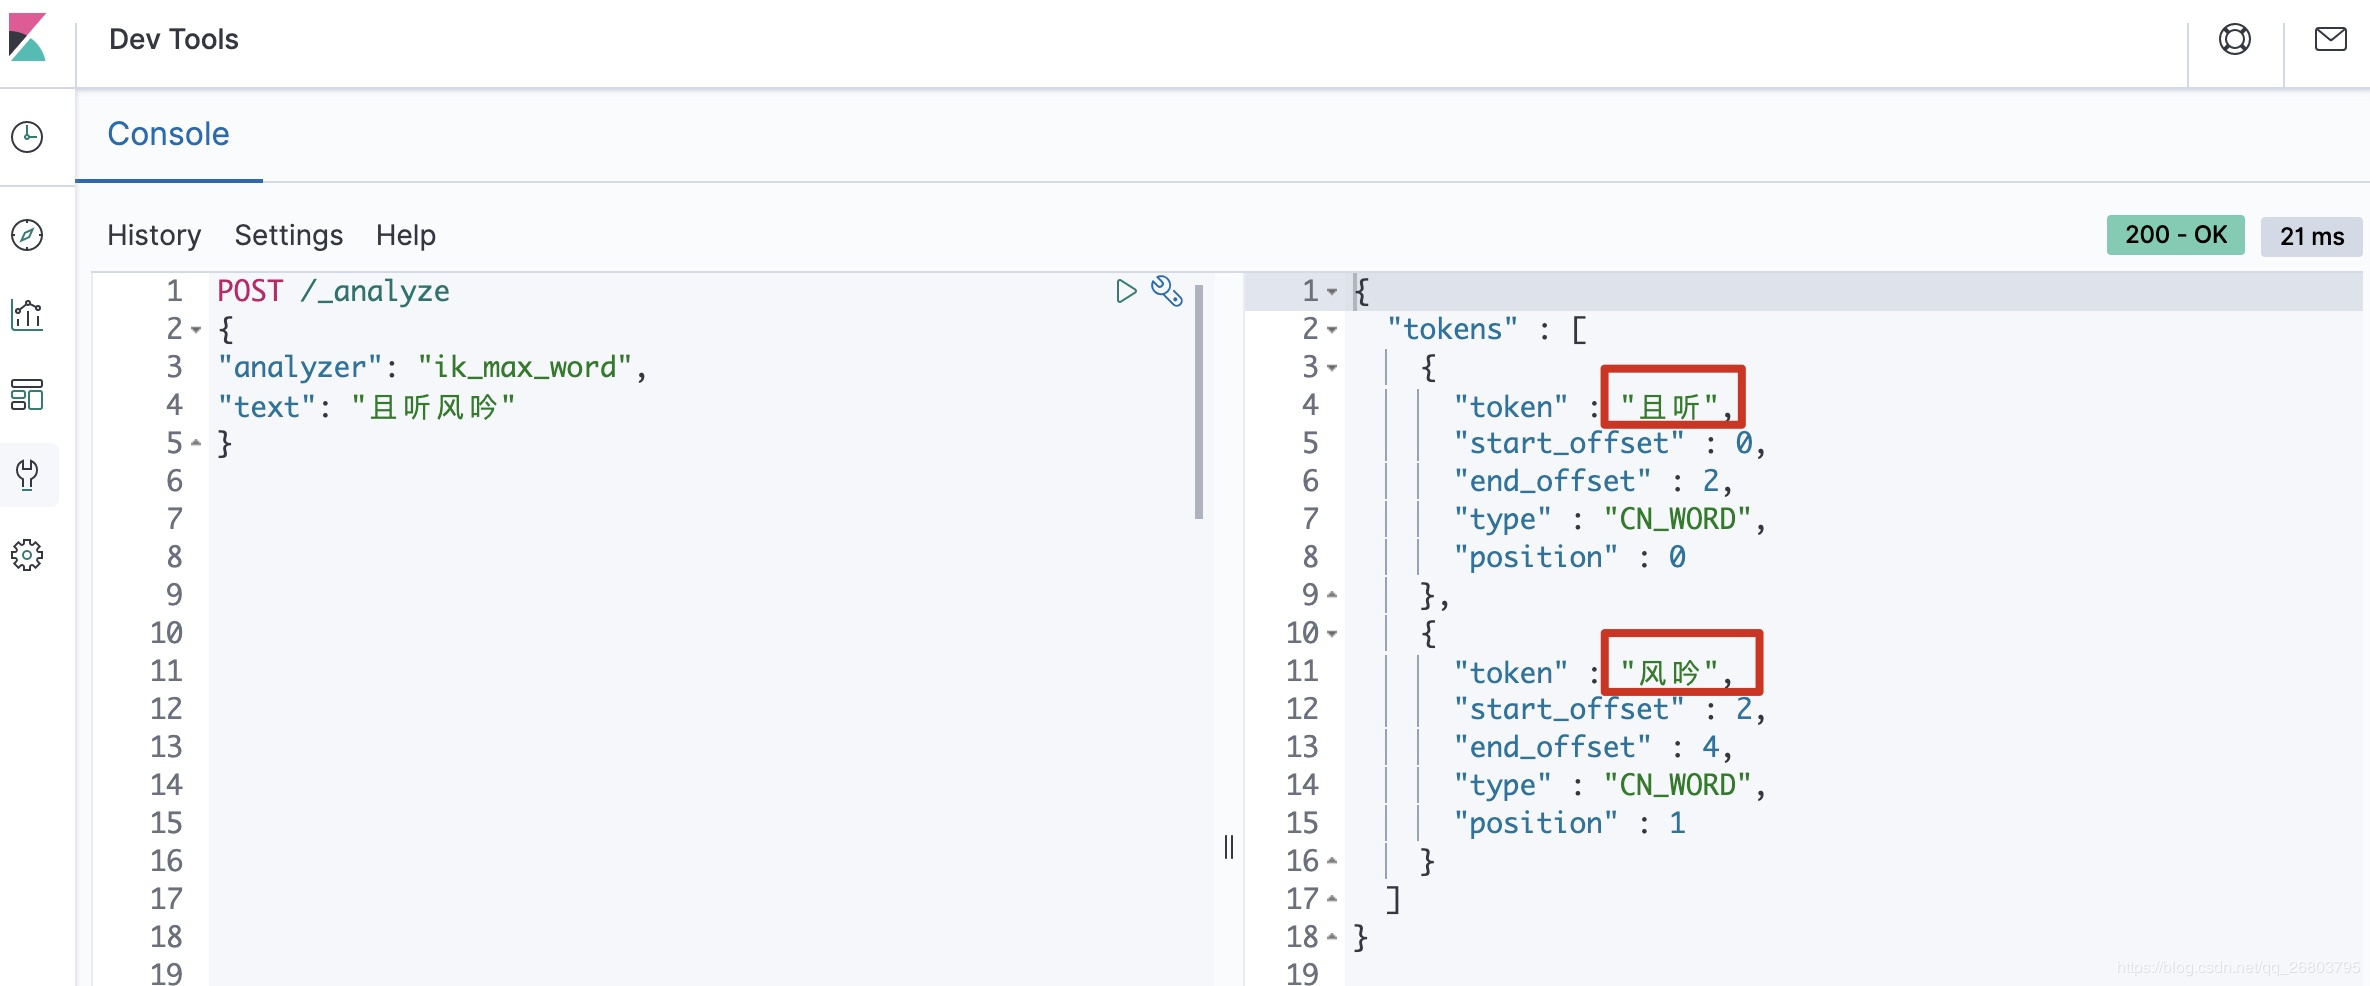 Dev Tools
Console
History Settings Help
200 - OK 21 ms
1 POST /_analyze
2 {
3 "analyzer": "ik_max_word",
4 "text": "且听风吟"
5 }
6
7
8
9
10
11
12
13
14
15
16
17
18
19
1 {
2 "tokens" : [
3 {
4 "token" : "且听",
5 "start_offset" : 0,
6 "end_offset" : 2,
7 "type" : "CN_WORD",
8 "position" : 0
9 },
10 {
11 "token" : "风吟",
12 "start_offset" : 2,
13 "end_offset" : 4,
14 "type" : "CN_WORD",
15 "position" : 1
16 }
17 ]
18 }
19
https://blog.csdn.net/qq_26803795